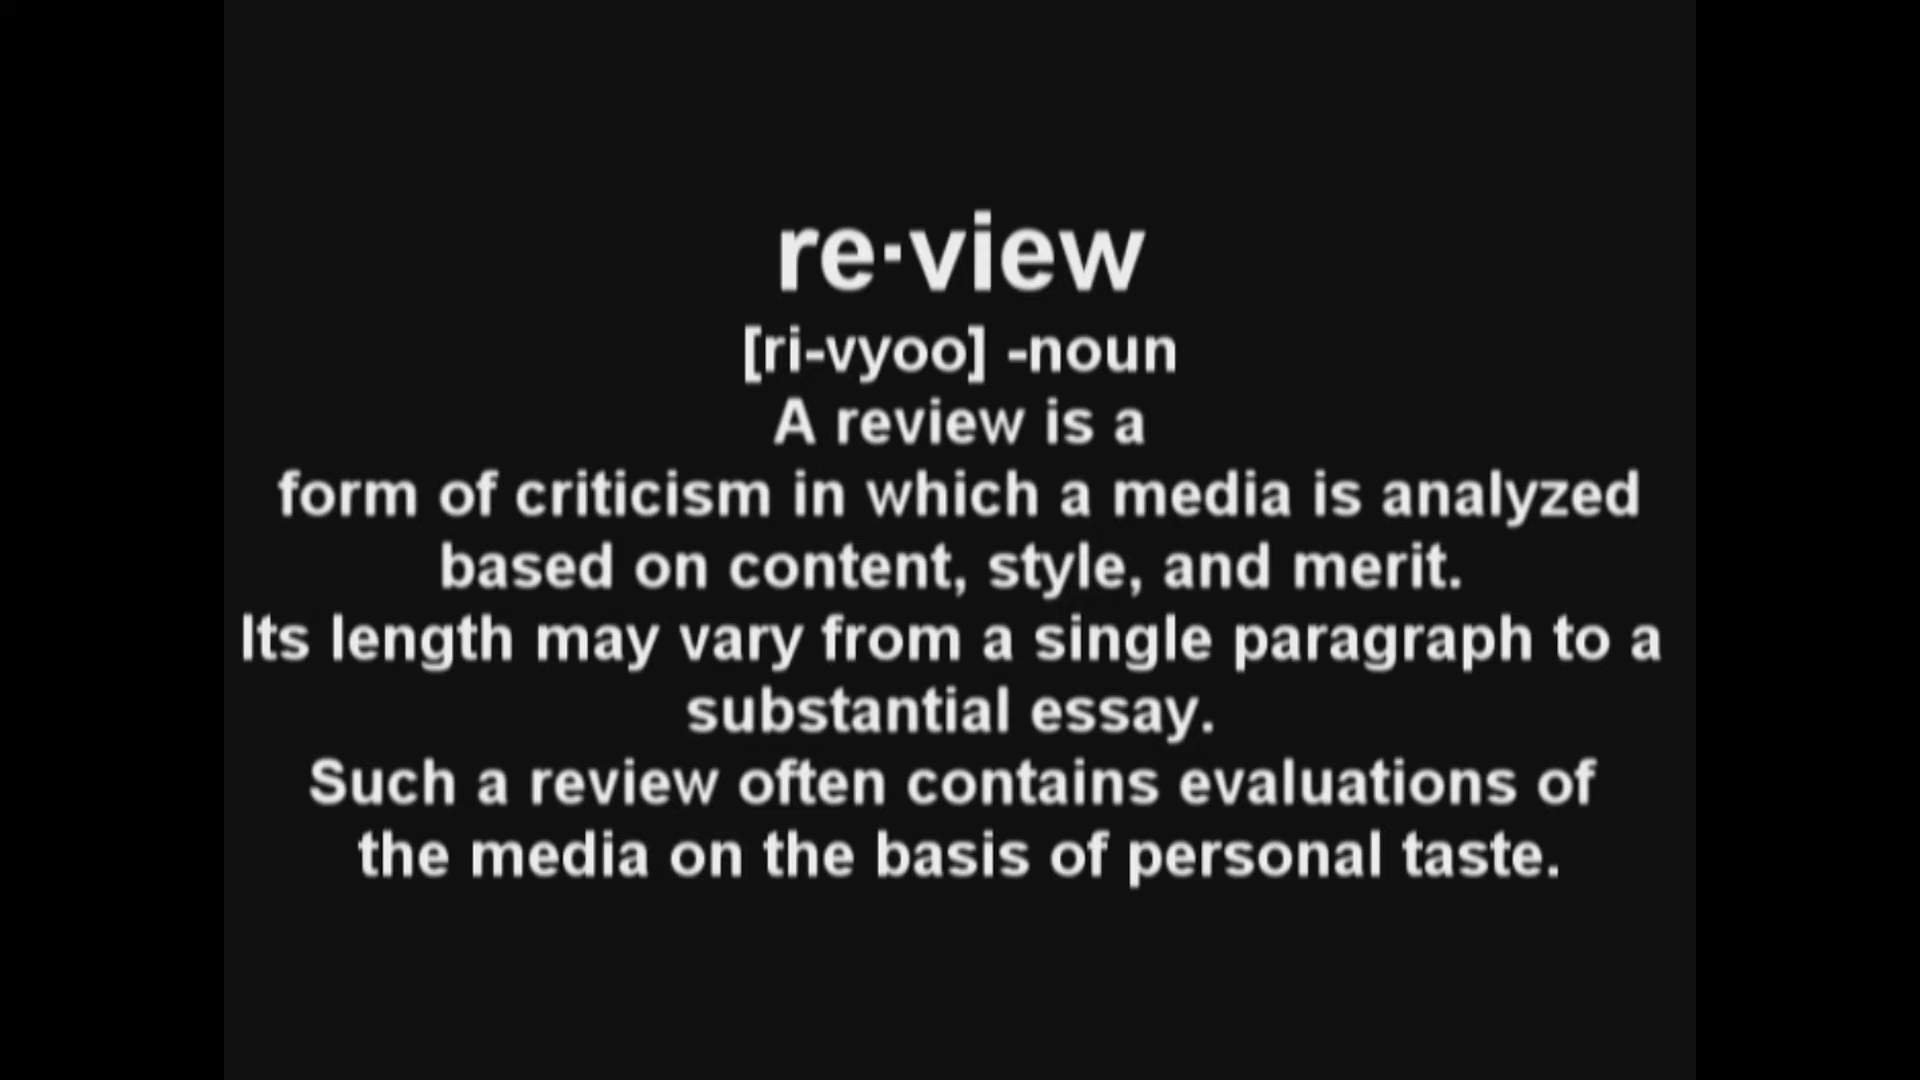 re·view
[ri-vyoo] -noun
A review is a
form of criticism in which a media is analyzed
based on content, style, and merit.
Its length may vary from a single paragraph to a
substantial essay.
Such a review often contains evaluations of
the media on the basis of personal taste.